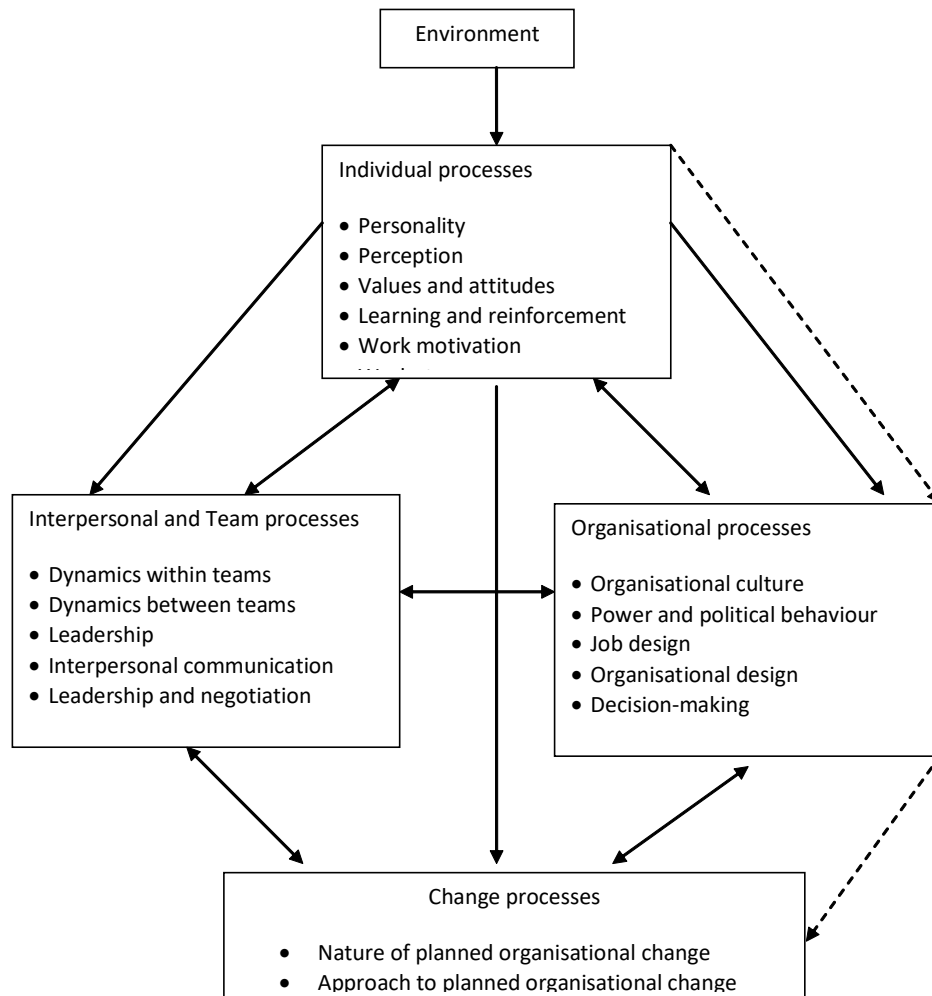 Environment
Individual processes
• Personality
• Perception
• Values and attitudes
• Learning and reinforcement
• Work motivation
Interpersonal and Team processes
• Dynamics within teams
• Dynamics between teams
• Leadership
• Interpersonal communication
• Leadership and negotiation
Organisational processes
• Organisational culture
• Power and political behaviour
• Job design
• Organisational design
• Decision-making
Change processes
• Nature of planned organisational change
• Approach to planned organisational change